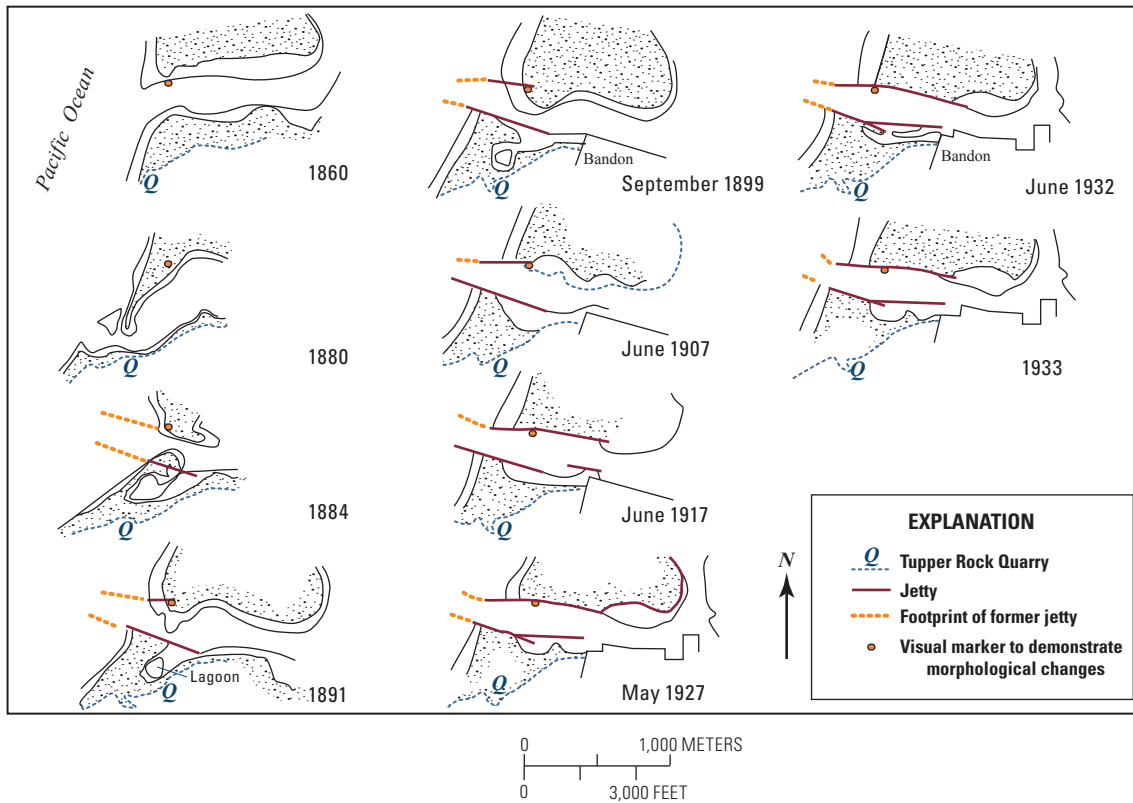 Pacific Ocean
Q
1860
Q
1880
Q
1884
Lagoon
Q
1891
Bandon
Q
September 1899
Q
June 1907
Q
June 1917
Q
May 1927
Bandon
Q
June 1932
Q
1933
N
EXPLANATION
Q Tupper Rock Quarry
Jetty
Footprint of former jetty
Visual marker to demonstrate
morphological changes
0 1,000 METERS
0 3,000 FEET